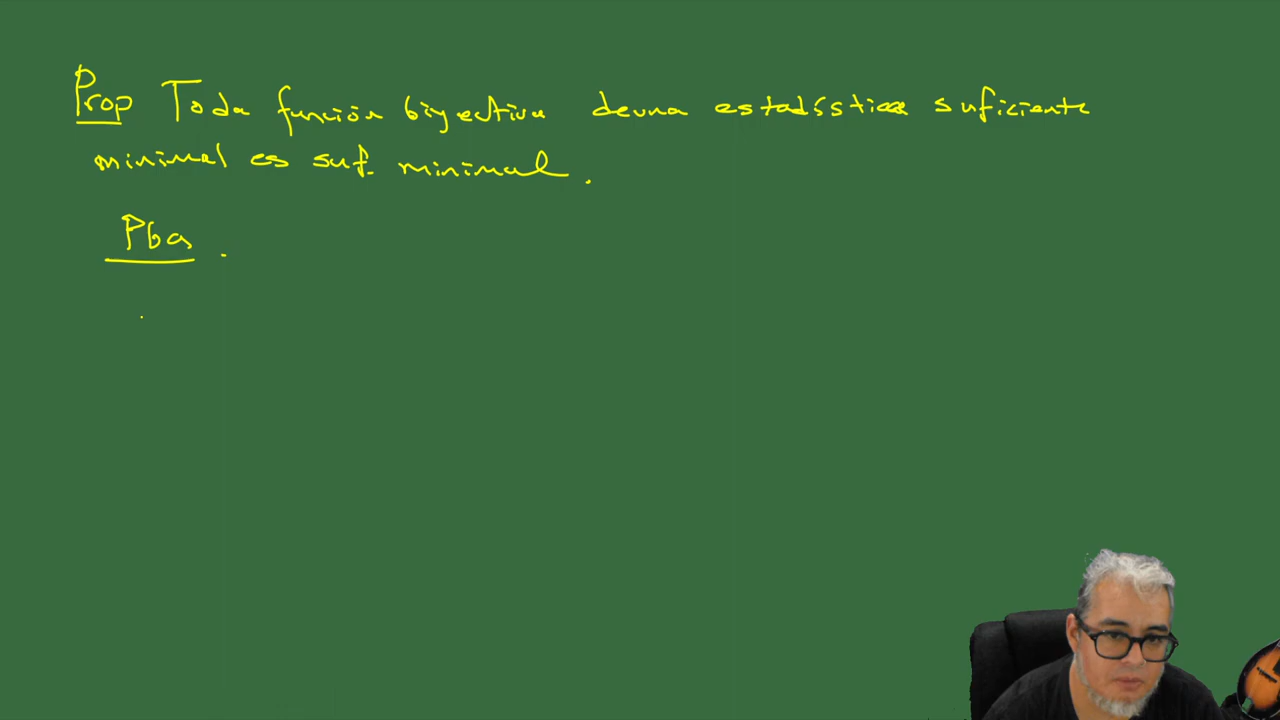 Prop Toda función biyectiva de una estadística suficiente
minimal es suf. minimal.
Pba.